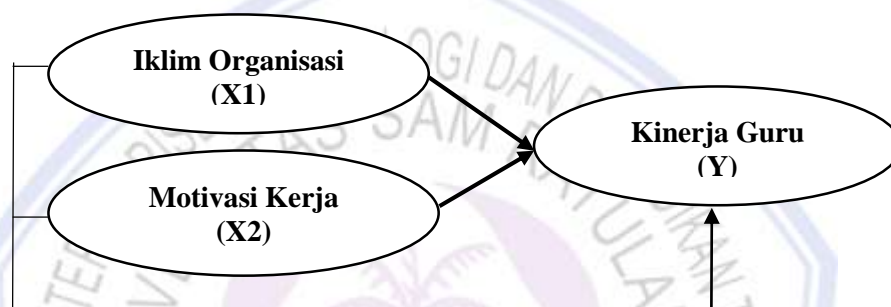 Iklim Organisasi
(X1)
Kinerja Guru
(Y)
Motivasi Kerja
(X2)